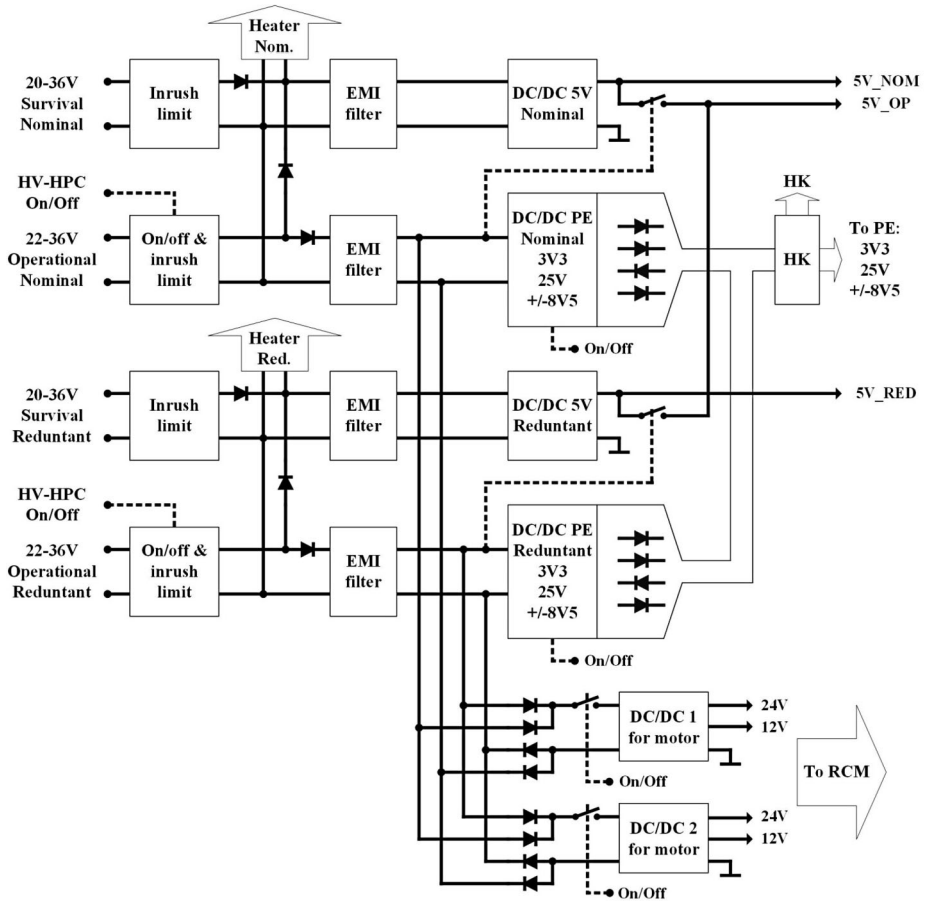 Heater
Nom.
20-36V
Survival
Nominal
Inrush
limit
EMI
filter
DC/DC 5V
Nominal
5V_NOM
5V_OP
HV-HPC
On/Off
22-36V
Operational
Nominal
On/off &
inrush
limit
EMI
filter
DC/DC PE
Nominal
3V3
25V
+/-8V5
On/Off
HK
HK
To PE:
3V3
25V
+/-8V5
Heater
Red.
20-36V
Survival
Reduntant
Inrush
limit
EMI
filter
DC/DC 5V
Reduntant
5V_RED
HV-HPC
On/Off
22-36V
Operational
Reduntant
On/off &
inrush
limit
EMI
filter
DC/DC PE
Reduntant
3V3
25V
+/-8V5
On/Off
DC/DC 1
for motor
24V
12V
On/Off
To RCM
DC/DC 2
for motor
24V
12V
On/Off